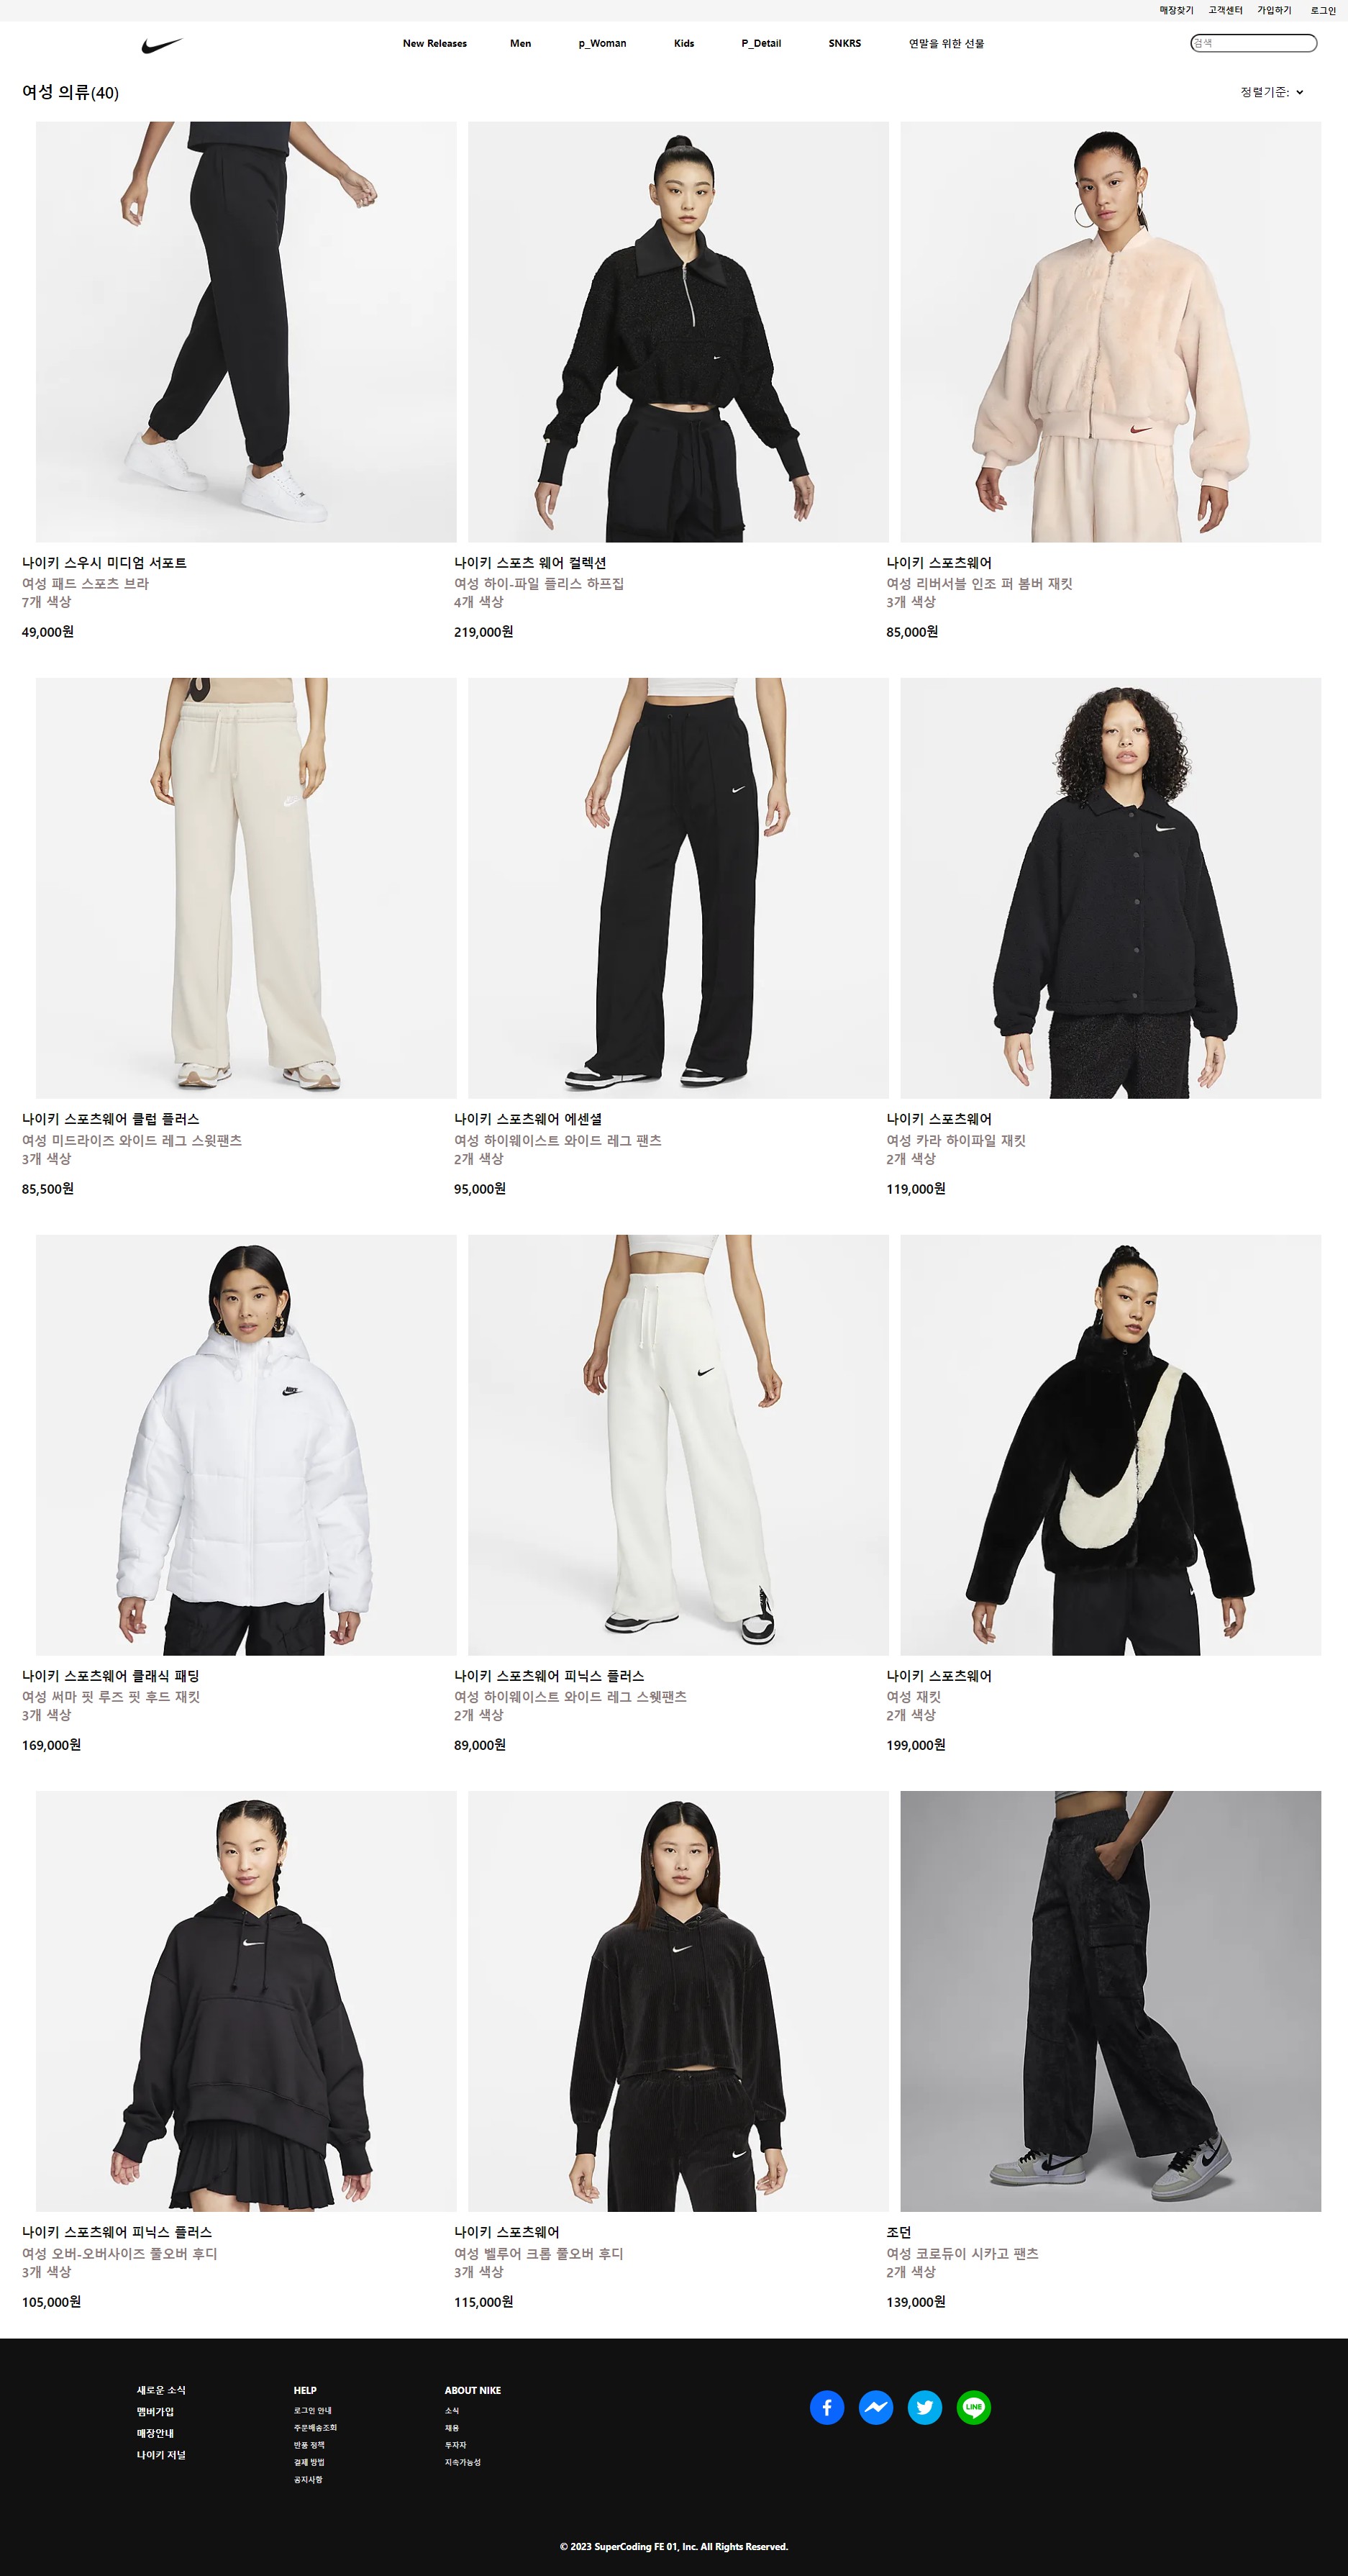 매장찾기 고객센터 가입하기 로그인
New Releases Men p_Woman Kids P_Detail SNKRS 연말을 위한 선물 검색
여성 의류(40) 정렬기준:
나이키 스우시 미디엄 서포트
여성 패드 스포츠 브라
7개 색상
49,000원
나이키 스포츠 웨어 컬렉션
여성 하이-파일 플리스 하프집
4개 색상
219,000원
나이키 스포츠웨어
여성 리버서블 인조 퍼 봄버 재킷
3개 색상
85,000원
나이키 스포츠웨어 클럽 플러스
여성 미드라이즈 와이드 레그 스윗팬츠
3개 색상
85,500원
나이키 스포츠웨어 에센셜
여성 하이웨이스트 와이드 레그 팬츠
2개 색상
95,000원
나이키 스포츠웨어
여성 카라 하이파일 재킷
2개 색상
119,000원
NIKE
나이키 스포츠웨어 클래식 패딩
여성 써마 핏 루즈 핏 후드 재킷
3개 색상
169,000원
나이키 스포츠웨어 피닉스 플러스
여성 하이웨이스트 와이드 레그 스웻팬츠
2개 색상
89,000원
나이키 스포츠웨어
여성 재킷
2개 색상
199,000원
나이키 스포츠웨어 피닉스 플러스
여성 오버-오버사이즈 풀오버 후디
3개 색상
105,000원
나이키 스포츠웨어
여성 벨루어 크롭 풀오버 후디
3개 색상
115,000원
조던
여성 코로듀이 시카고 팬츠
2개 색상
139,000원
새로운 소식
멤버가입
매장안내
나이키 저널
HELP
로그인 안내
주문배송조회
반품 정책
결제 방법
공지사항
ABOUT NIKE
소식
채용
투자자
지속가능성
LINE
© 2023 SuperCoding FE 01, Inc. All Rights Reserved.